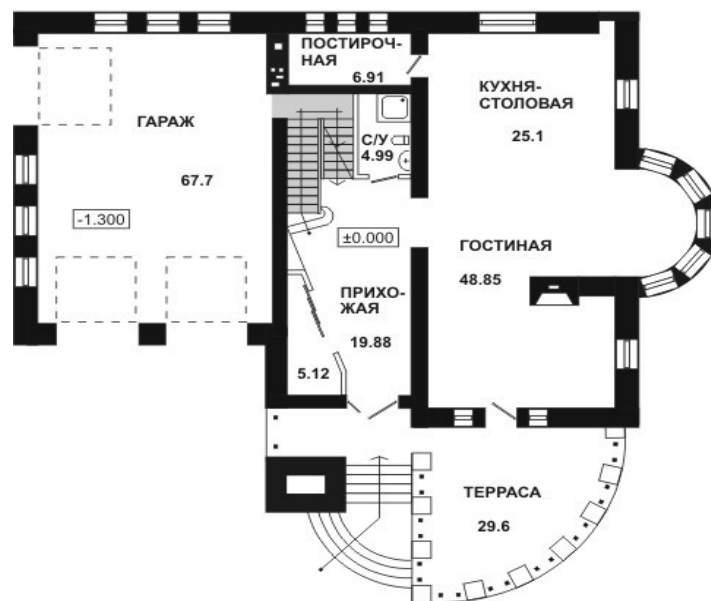 ПОСТИРОЧ-
НАЯ
6.91
КУХНЯ-
СТОЛОВАЯ
25.1
ГАРАЖ
67.7
С/У
4.99
-1.300
±0.000
ГОСТИНАЯ
48.85
ПРИХО-
ЖАЯ
19.88
5.12
ТЕРРАСА
29.6